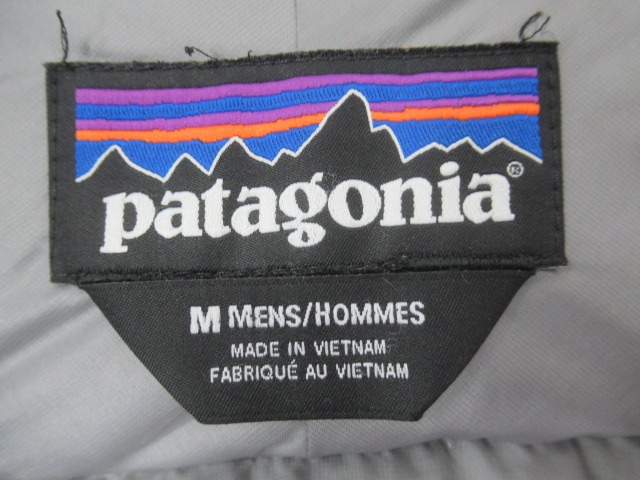 patagonia®
M MENS/HOMMES
MADE IN VIETNAM
FABRIQUÉ AU VIETNAM